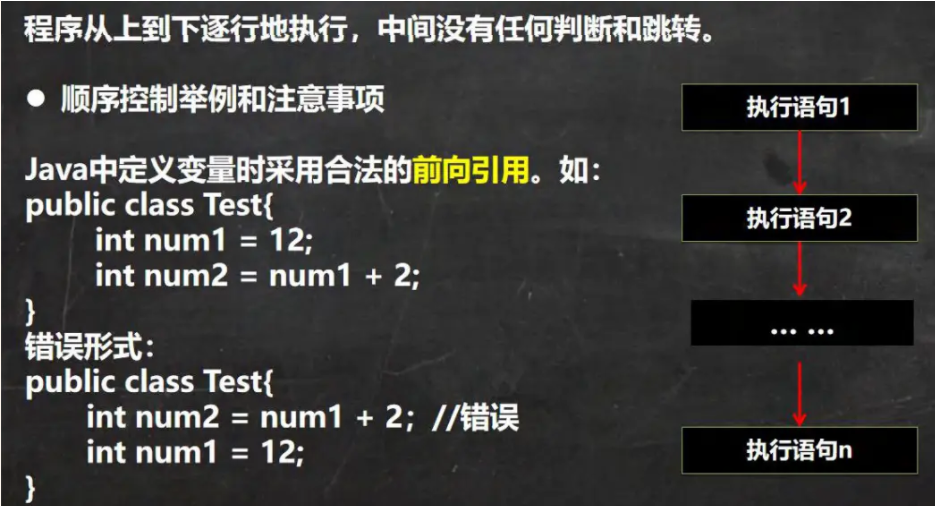 程序从上到下逐行地执行，中间没有任何判断和跳转。
● 顺序控制举例和注意事项
Java中定义变量时采用合法的前向引用。如：
public class Test{
int num1 = 12;
int num2 = num1 + 2;
}
错误形式：
public class Test{
int num2 = num1 + 2；//错误
int num1 = 12;
}
执行语句1
执行语句2
... ...
执行语句n